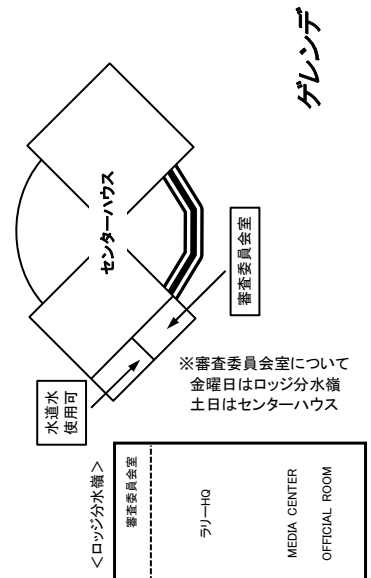 ゲレンデ
センターハウス
審査委員会室
水道水
使用可
※審査委員会室について
金曜日はロッジ分水嶺
土日はセンターハウス
<ロッジ分水嶺>
審査委員会室
ラリーHQ
MEDIA CENTER
OFFICIAL ROOM